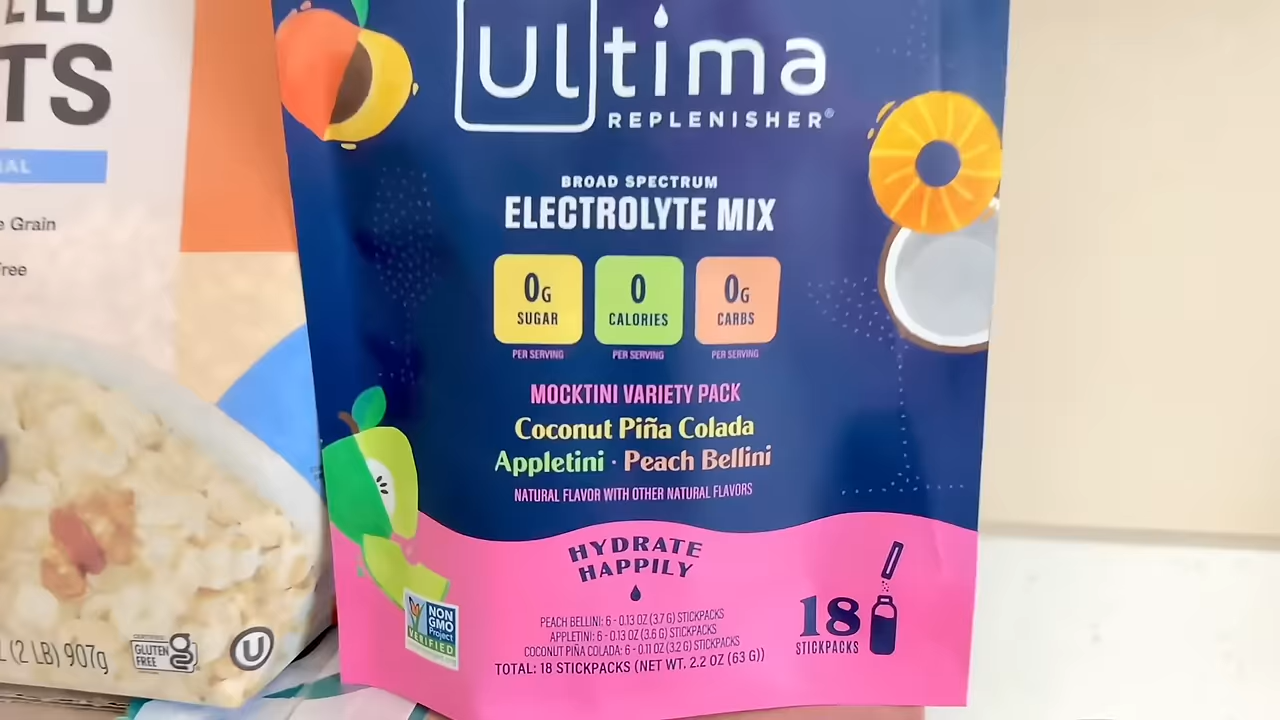 TS
e Grain
ree
(2 LB) 907g
CERTIFIED
GLUTEN
FREE
g
U
Ultima
REPLENISHER®
BROAD SPECTRUM
ELECTROLYTE MIX
0G
SUGAR
PER SERVING
0
CALORIES
PER SERVING
0G
CARBS
PER SERVING
MOCKTINI VARIETY PACK
Coconut Piña Colada
Appletini · Peach Bellini
NATURAL FLAVOR WITH OTHER NATURAL FLAVORS
HYDRATE
HAPPILY
NON
GMO
Project
VERIFIED
PEACH BELLINI: 6 - 0.13 OZ (3.7 G) STICKPACKS
APPLETINI: 6 - 0.13 OZ (3.6 G) STICKPACKS
COCONUT PIÑA COLADA: 6 - 0.11 OZ (3.2 G) STICKPACKS
TOTAL: 18 STICKPACKS (NET WT. 2.2 OZ (63 G))
18
STICKPACKS